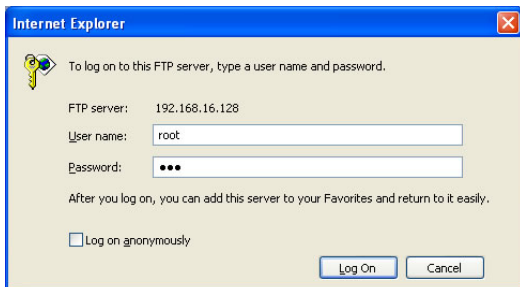 Internet Explorer
To log on to this FTP server, type a user name and password.
FTP server: 192.168.16.128
User name: root
Password: ●●●
After you log on, you can add this server to your Favorites and return to it easily.
Log on anonymously
Log On Cancel